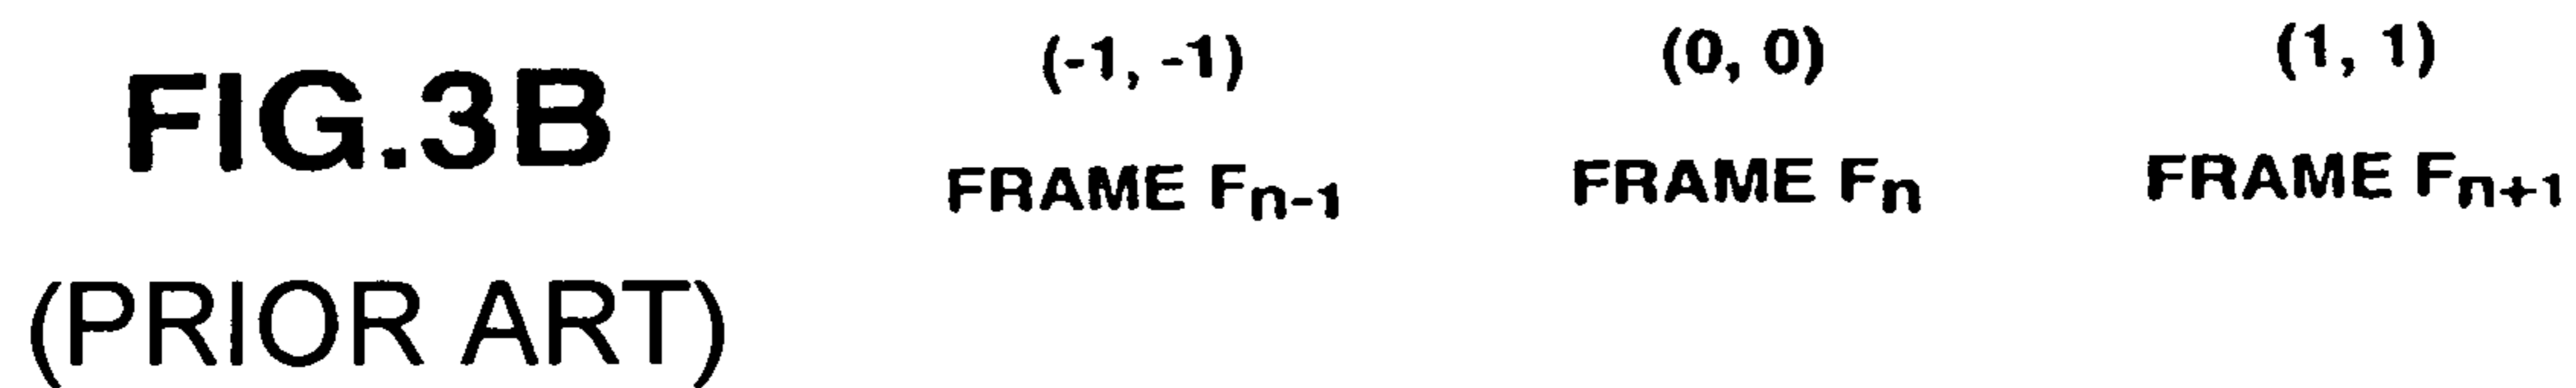 FIG.3B
(PRIOR ART)
(-1, -1) (0, 0) (1, 1)
FRAME Fn-1 FRAME Fn FRAME Fn+1